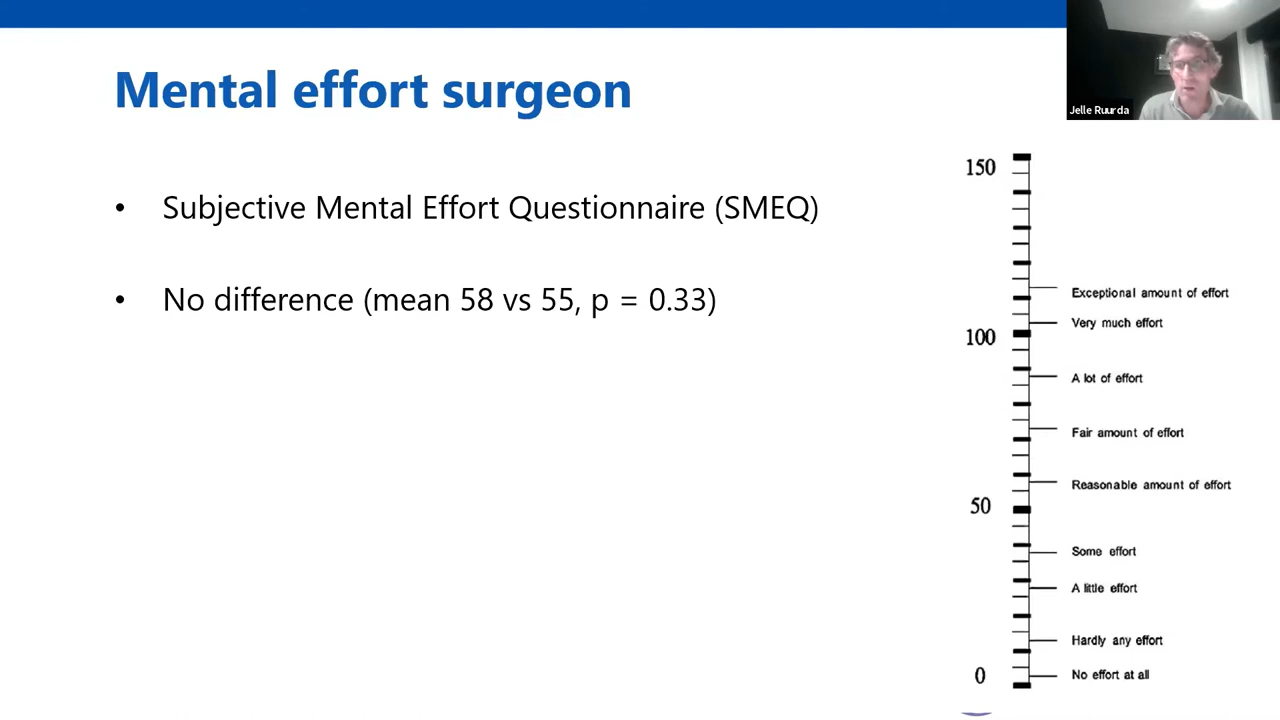 Mental effort surgeon
Jelle Ruurda
• Subjective Mental Effort Questionnaire (SMEQ)
• No difference (mean 58 vs 55, p = 0.33)
150
Exceptional amount of effort
Very much effort
100
A lot of effort
Fair amount of effort
Reasonable amount of effort
50
Some effort
A little effort
Hardly any effort
0
No effort at all